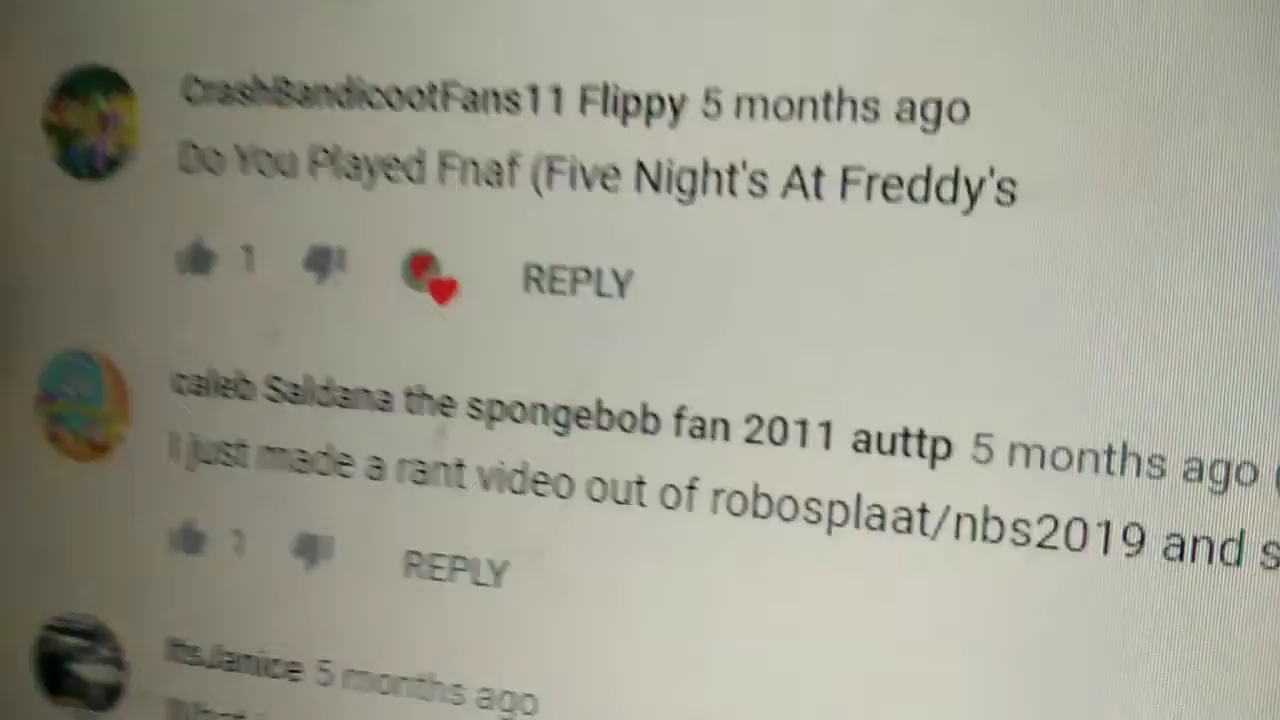 CrashBandicootFans11 Flippy 5 months ago
Do You Played Fnaf (Five Night's At Freddy's
1
REPLY
caleb Saldana the spongebob fan 2011 auttp 5 months ago (
I just made a rant video out of robosplaat/nbs2019 and s
REPLY
ItsJanice 5 months ago